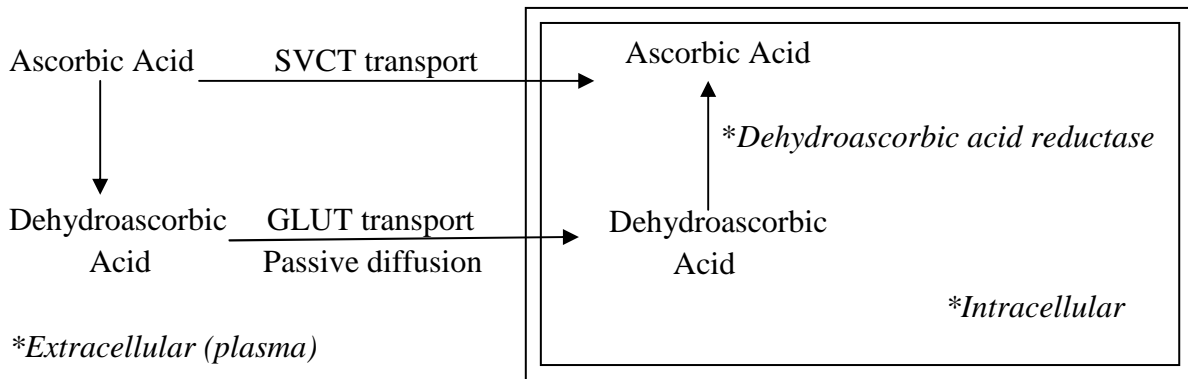 Ascorbic Acid
SVCT transport
Ascorbic Acid
*Dehydroascorbic acid reductase
Dehydroascorbic
Acid
GLUT transport
Passive diffusion
Dehydroascorbic
Acid
*Intracellular
*Extracellular (plasma)